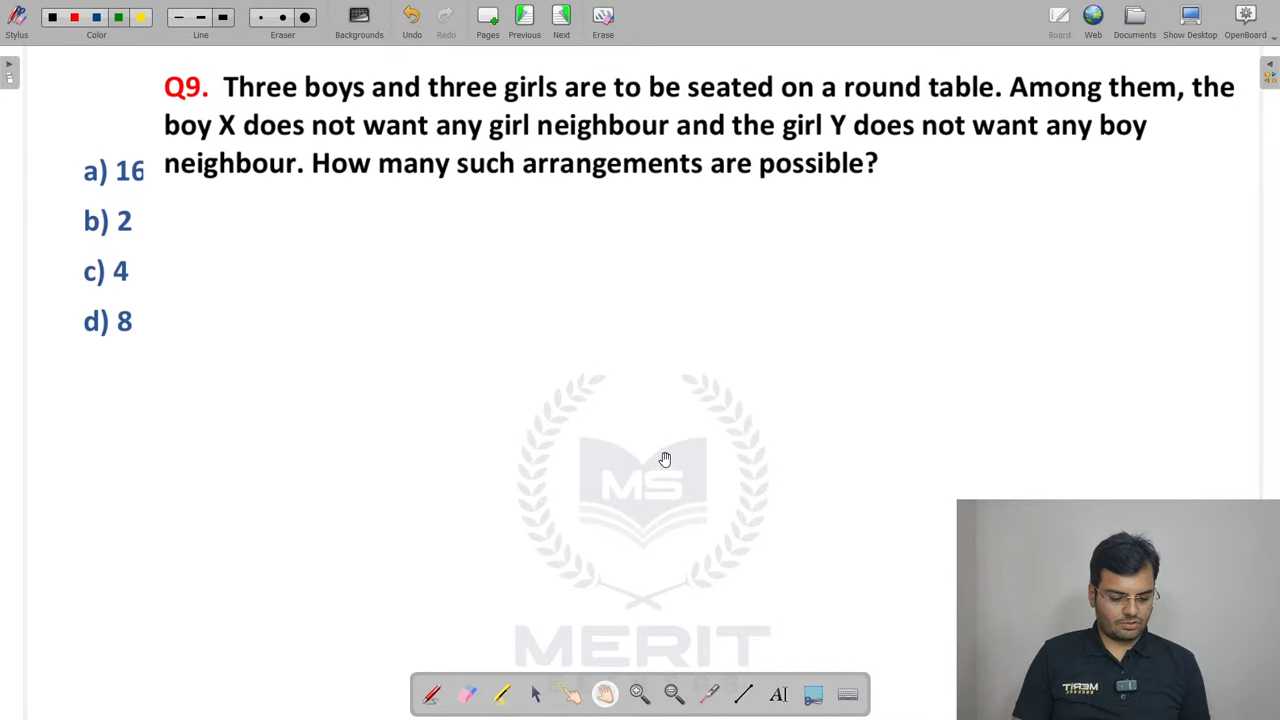 Stylus Color Line Eraser Backgrounds Undo Redo Pages Previous Next Erase Board Web Documents Show Desktop OpenBoard
Q9. Three boys and three girls are to be seated on a round table. Among them, the
boy X does not want any girl neighbour and the girl Y does not want any boy
neighbour. How many such arrangements are possible?
a) 16
b) 2
c) 4
d) 8
MS
MERIT
MERIT
AI